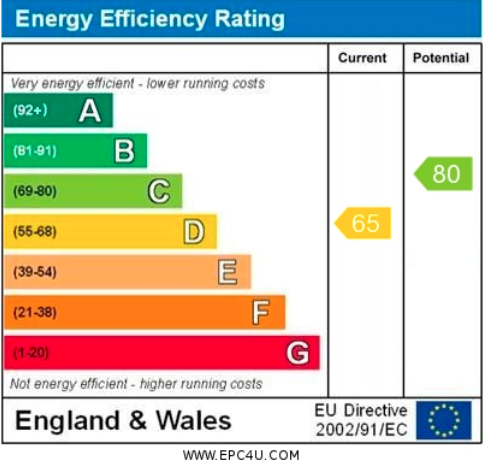 Energy Efficiency Rating
Current Potential
Very energy efficient - lower running costs
(92+) A
(81-91) B
(69-80) C
80
(55-68) D
65
(39-54) E
(21-38) F
(1-20) G
Not energy efficient - higher running costs
England & Wales
EU Directive
2002/91/EC
WWW.EPC4U.COM